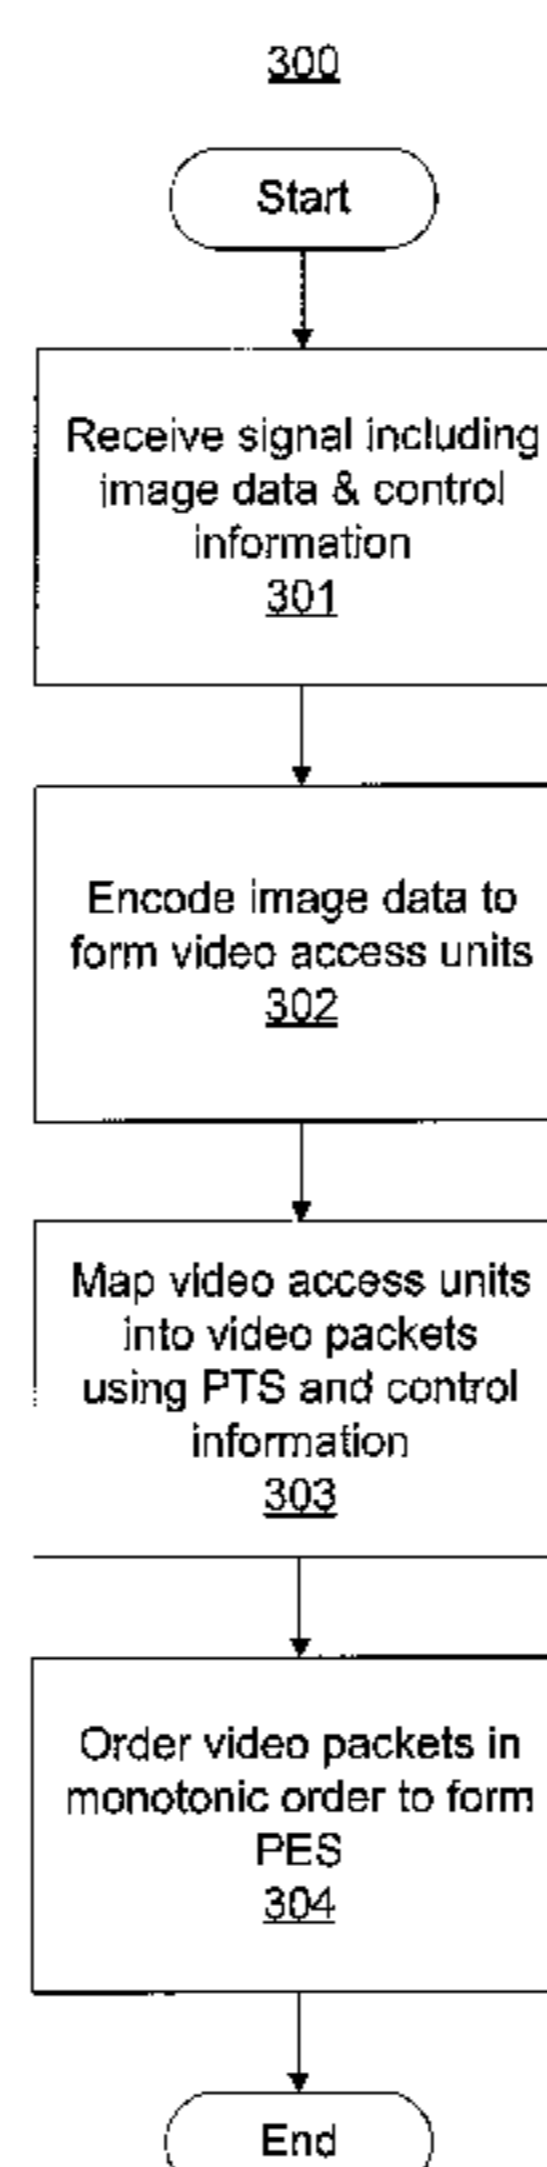 300
Start
Receive signal including
image data & control
information
301
Encode image data to
form video access units
302
Map video access units
into video packets
using PTS and control
information
303
Order video packets in
monotonic order to form
PES
304
End